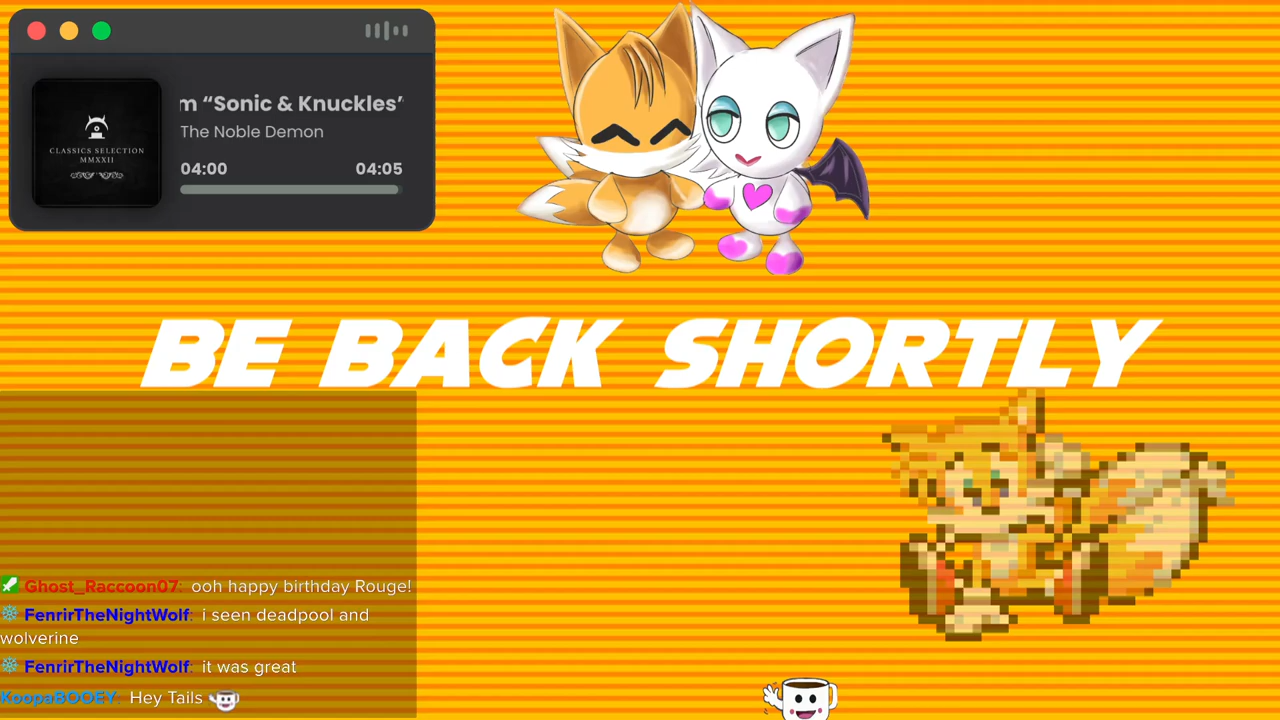 m “Sonic & Knuckles”
The Noble Demon
CLASSICS SELECTION
MMXXII
04:00 04:05
BE BACK SHORTLY
Ghost_Raccoon07: ooh happy birthday Rouge!
FenrirTheNightWolf: i seen deadpool and
wolverine
FenrirTheNightWolf: it was great
KoopaBOOEY: Hey Tails